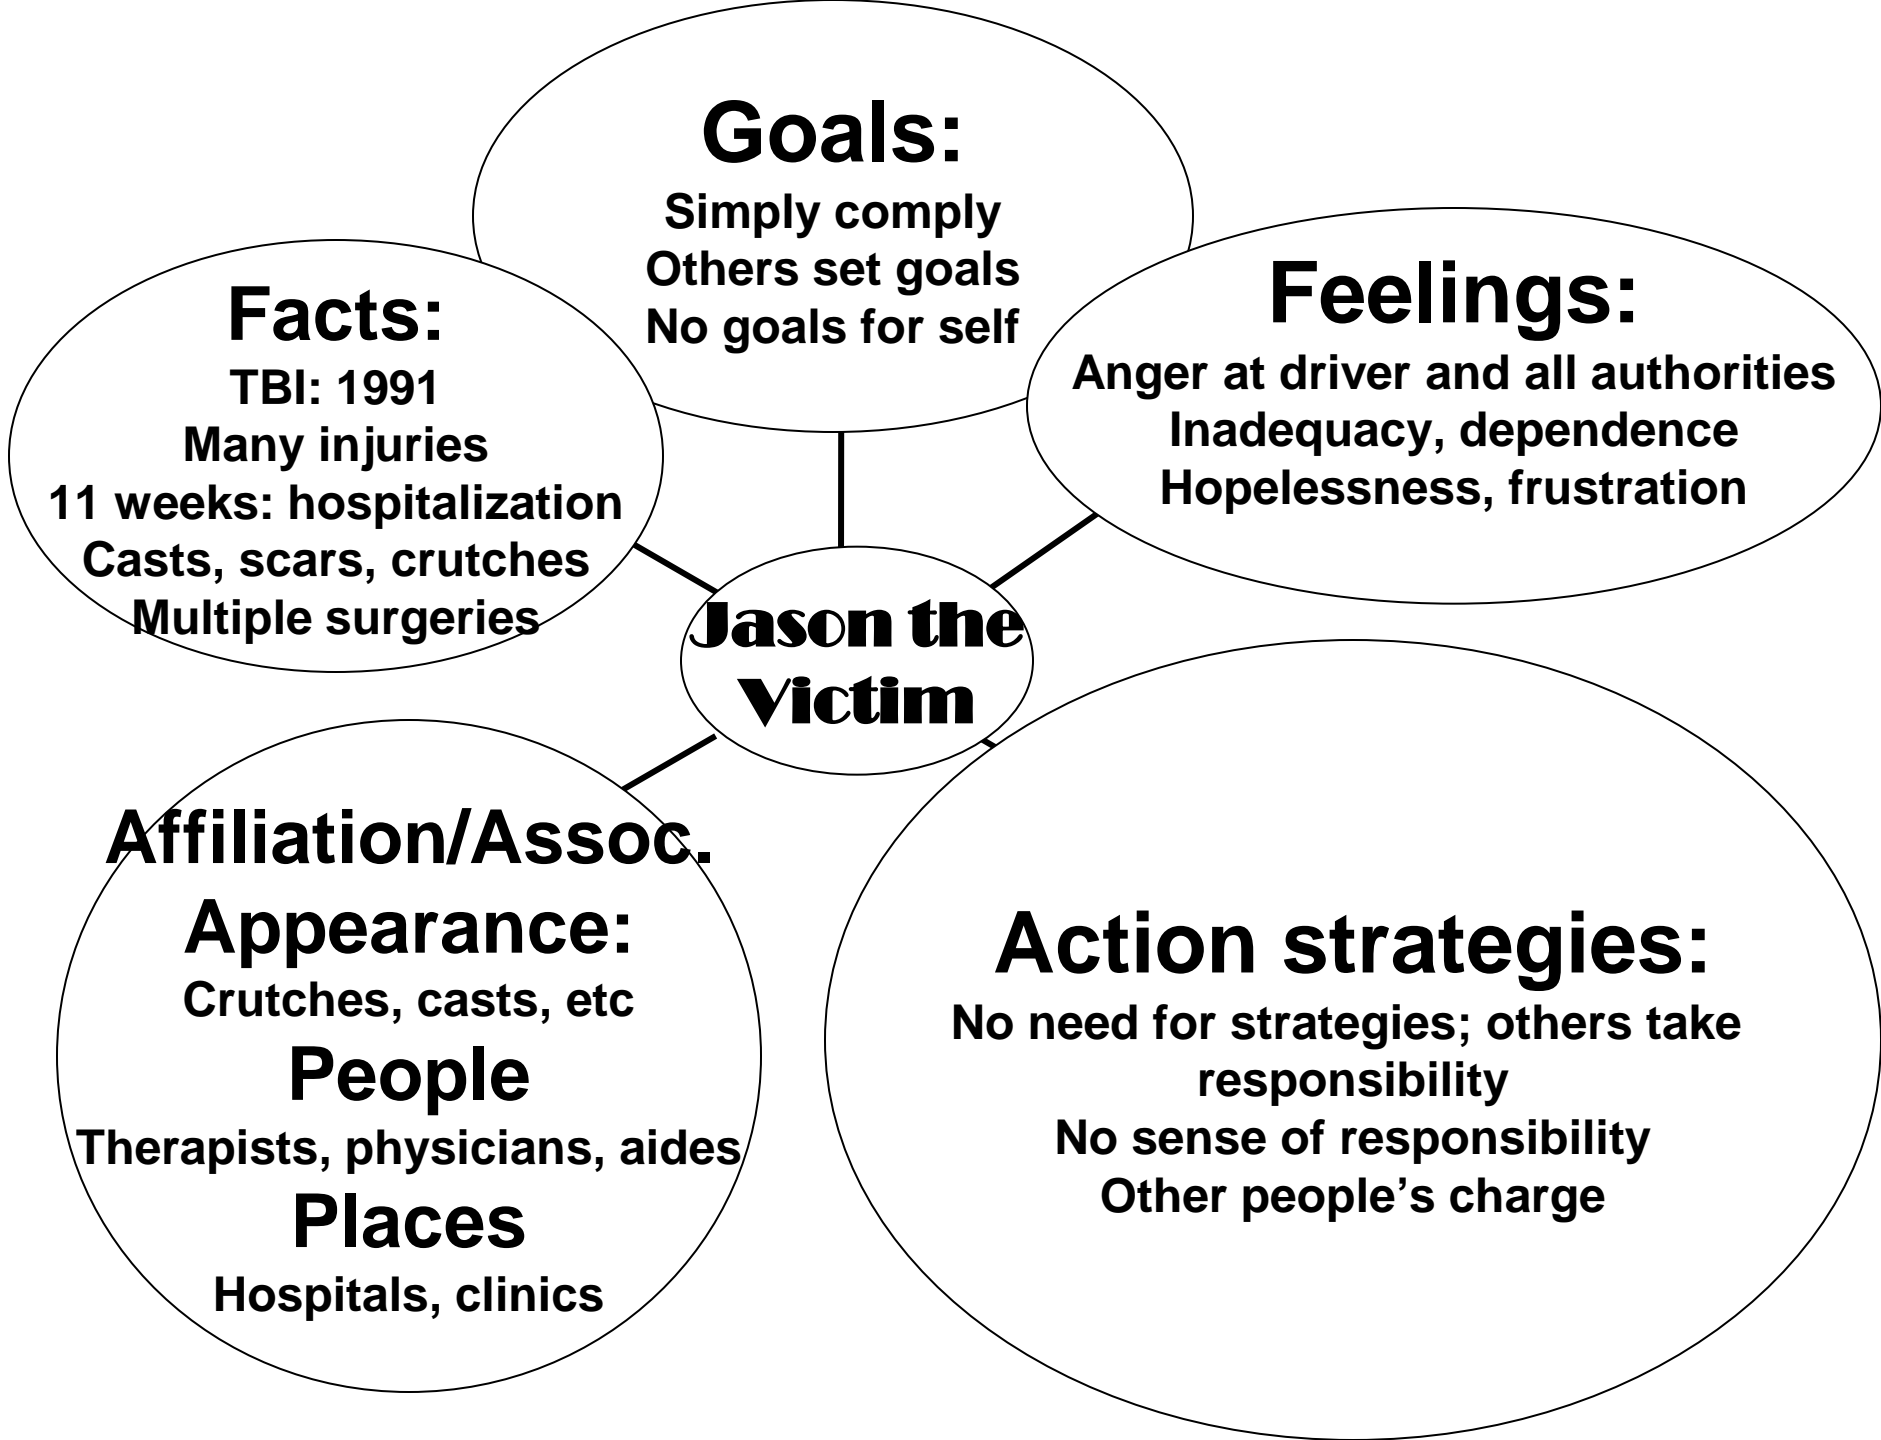 Goals:
Simply comply
Others set goals
No goals for self
Facts:
TBI: 1991
Many injuries
11 weeks: hospitalization
Casts, scars, crutches
Multiple surgeries
Feelings:
Anger at driver and all authorities
Inadequacy, dependence
Hopelessness, frustration
Jason the
Victim
Affiliation/Assoc.
Appearance:
Crutches, casts, etc
People
Therapists, physicians, aides
Places
Hospitals, clinics
Action strategies:
No need for strategies; others take
responsibility
No sense of responsibility
Other people’s charge